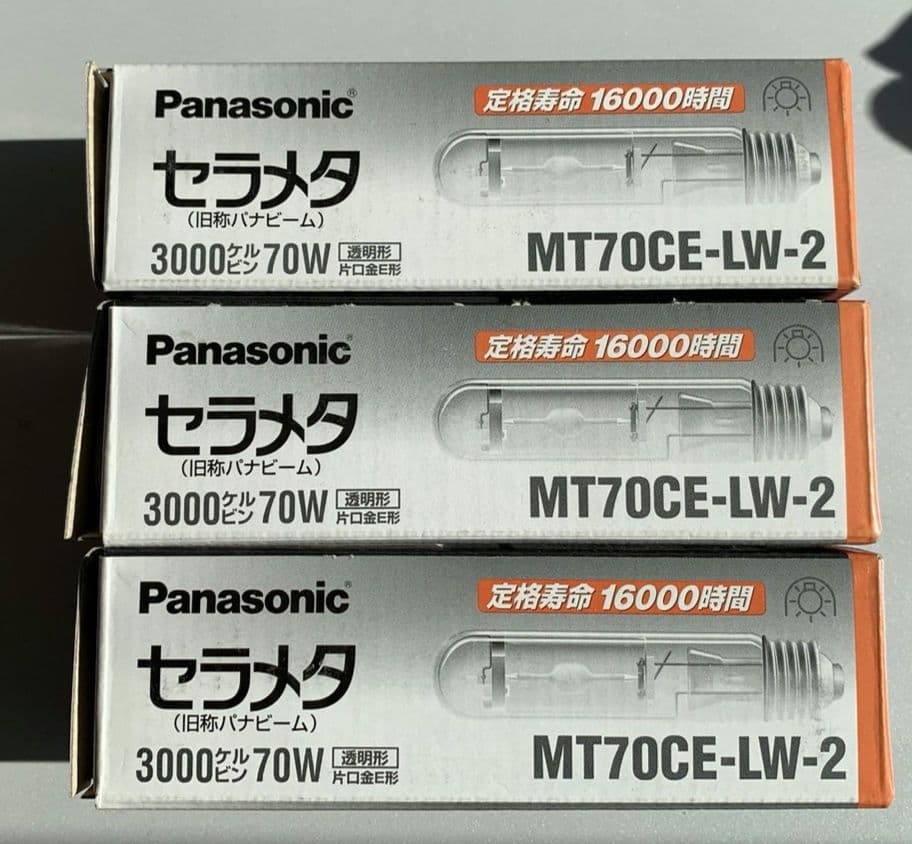 Panasonic®
定格寿命 16000時間
セラメタ
（旧称パナビーム）
3000ケルビン 70W 透明形
片口金E形
MT70CE-LW-2
Panasonic®
定格寿命 16000時間
セラメタ
（旧称パナビーム）
3000ケルビン 70W 透明形
片口金E形
MT70CE-LW-2
Panasonic®
定格寿命 16000時間
セラメタ
（旧称パナビーム）
3000ケルビン 70W 透明形
片口金E形
MT70CE-LW-2